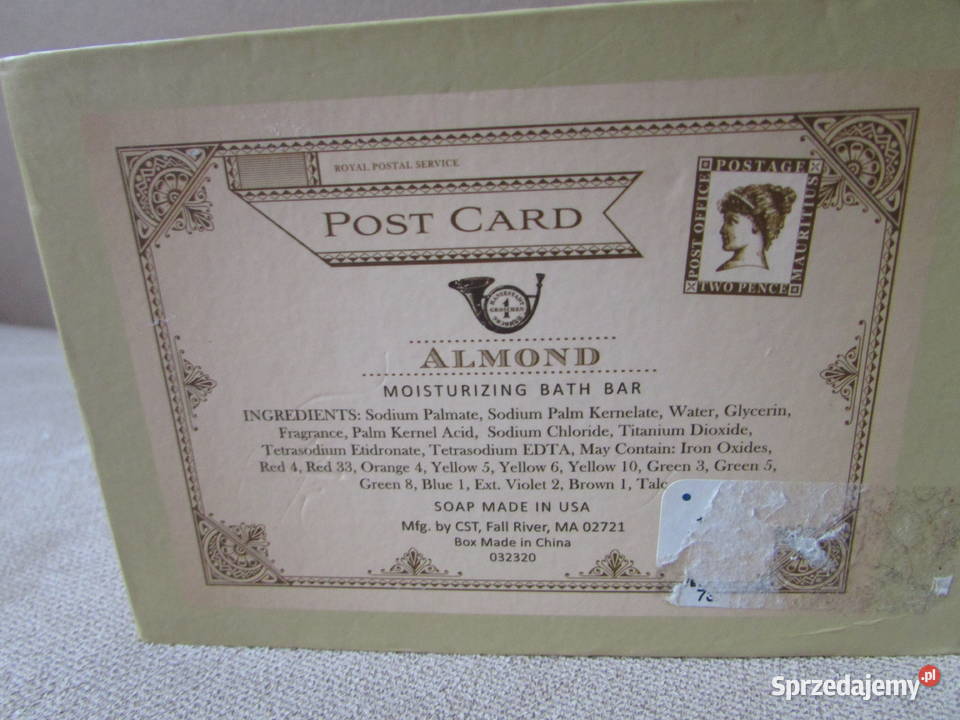 ROYAL POSTAL SERVICE
POST CARD
POSTAGE
POST OFFICE
MAURITIUS
TWO PENCE
1
GROSCHEN
ALMOND
MOISTURIZING BATH BAR
INGREDIENTS: Sodium Palmate, Sodium Palm Kernelate, Water, Glycerin,
Fragrance, Palm Kernel Acid, Sodium Chloride, Titanium Dioxide,
Tetrasodium Etidronate, Tetrasodium EDTA, May Contain: Iron Oxides,
Red 4, Red 33, Orange 4, Yellow 5, Yellow 6, Yellow 10, Green 3, Green 5,
Green 8, Blue 1, Ext. Violet 2, Brown 1, Talc
SOAP MADE IN USA
Mfg. by CST, Fall River, MA 02721
Box Made in China
032320
Sprzedajemy.pl